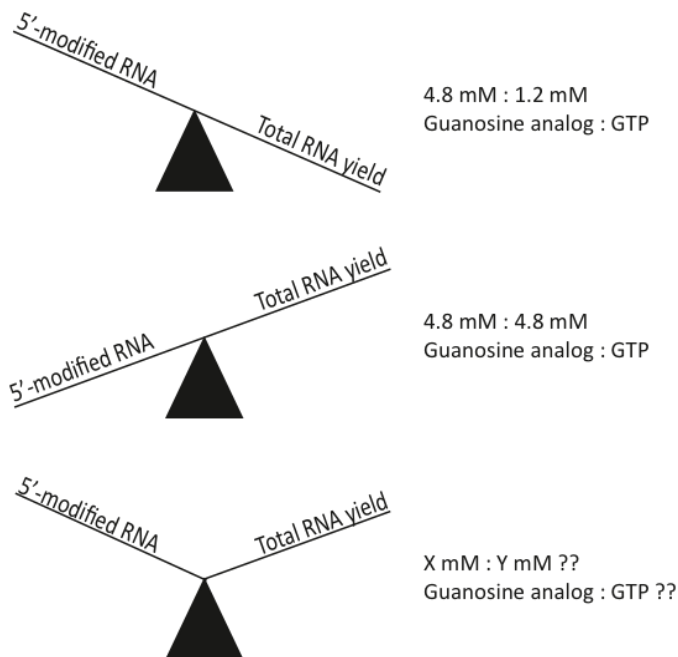 5′-modified RNA
Total RNA yield
4.8 mM : 1.2 mM
Guanosine analog : GTP
Total RNA yield
5′-modified RNA
4.8 mM : 4.8 mM
Guanosine analog : GTP
5′-modified RNA
Total RNA yield
X mM : Y mM ??
Guanosine analog : GTP ??